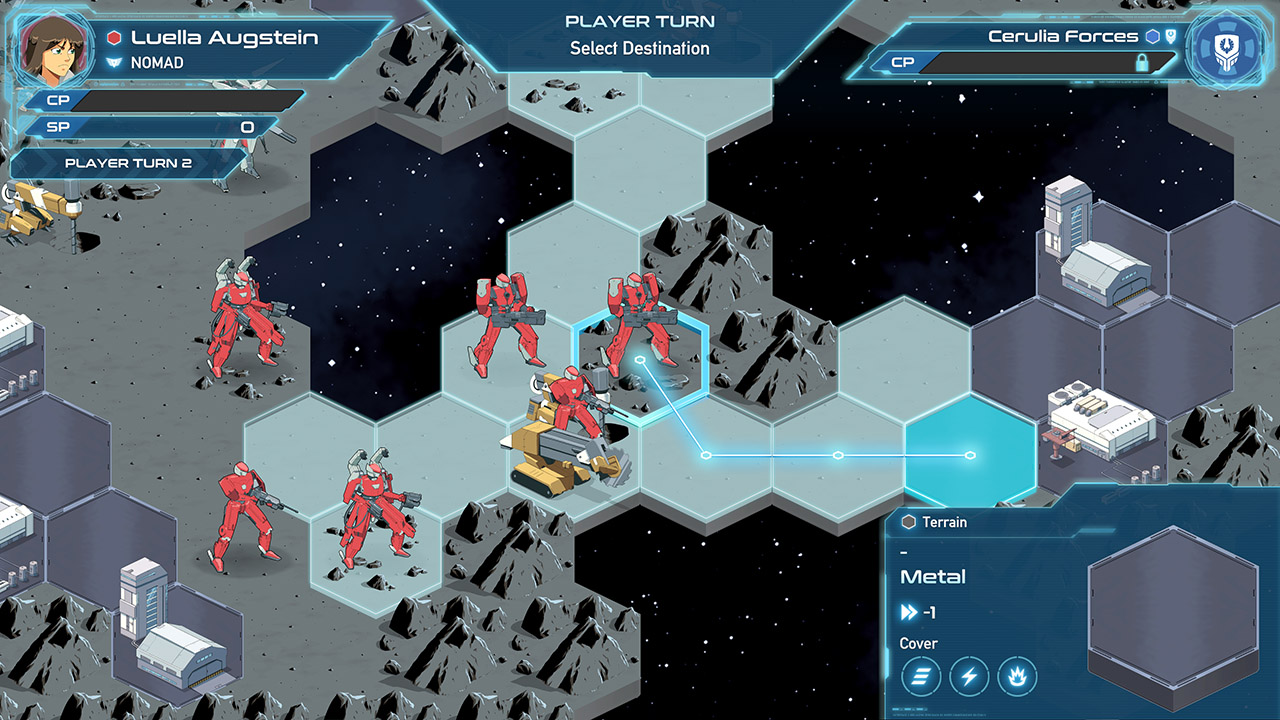 PLAYER TURN
Select Destination
Luella Augstein
NOMAD
CP
SP 0
PLAYER TURN 2
Cerulia Forces
CP
Terrain
-
Metal
-1
Cover